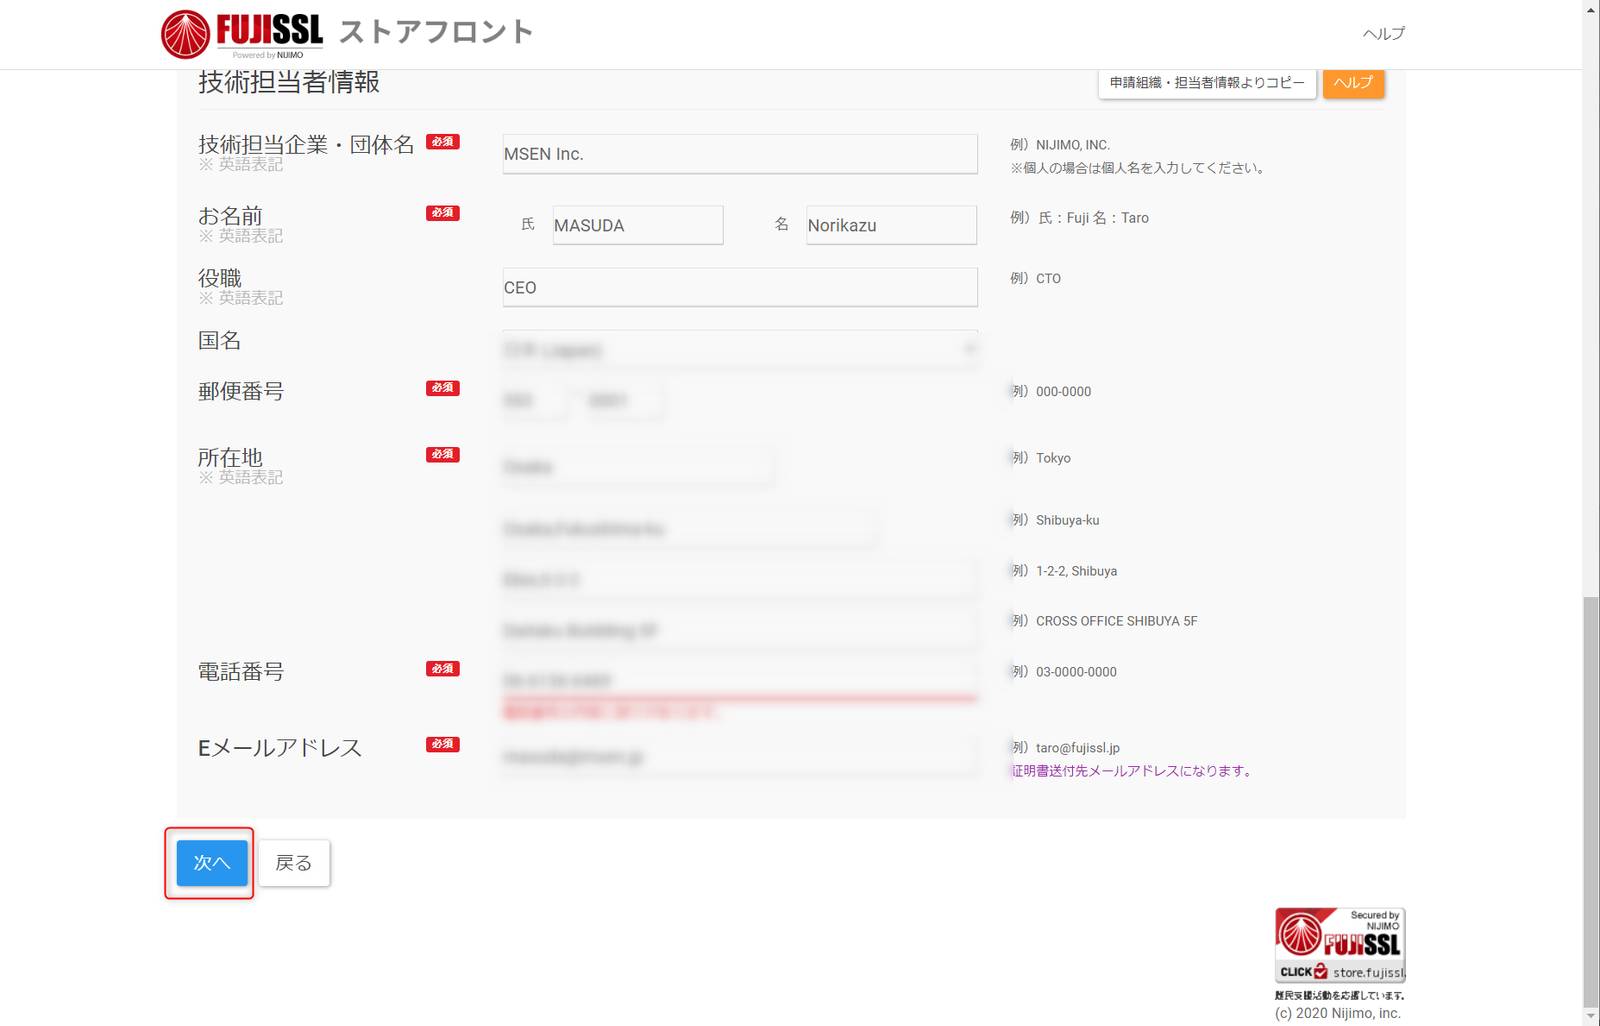 FUJISSL ストアフロント
Powered by NIJIMO
ヘルプ
技術担当者情報
申請組織・担当者情報よりコピー
ヘルプ
技術担当企業・団体名 必須
※ 英語表記
MSEN Inc.
例）NIJIMO, INC.
※個人の場合は個人名を入力してください。
お名前 必須
※ 英語表記
氏 MASUDA 名 Norikazu
例）氏：Fuji 名：Taro
役職
※ 英語表記
CEO
例）CTO
国名
郵便番号 必須
例）000-0000
所在地 必須
※ 英語表記
例）Tokyo
例）Shibuya-ku
例）1-2-2, Shibuya
例）CROSS OFFICE SHIBUYA 5F
電話番号 必須
例）03-0000-0000
Eメールアドレス 必須
例）taro@fujissl.jp
証明書送付先メールアドレスになります。
次へ 戻る
Secured by
NIJIMO
FUJISSL
CLICK store.fujissl.
難民支援活動を応援しています。
(c) 2020 Nijimo, inc.